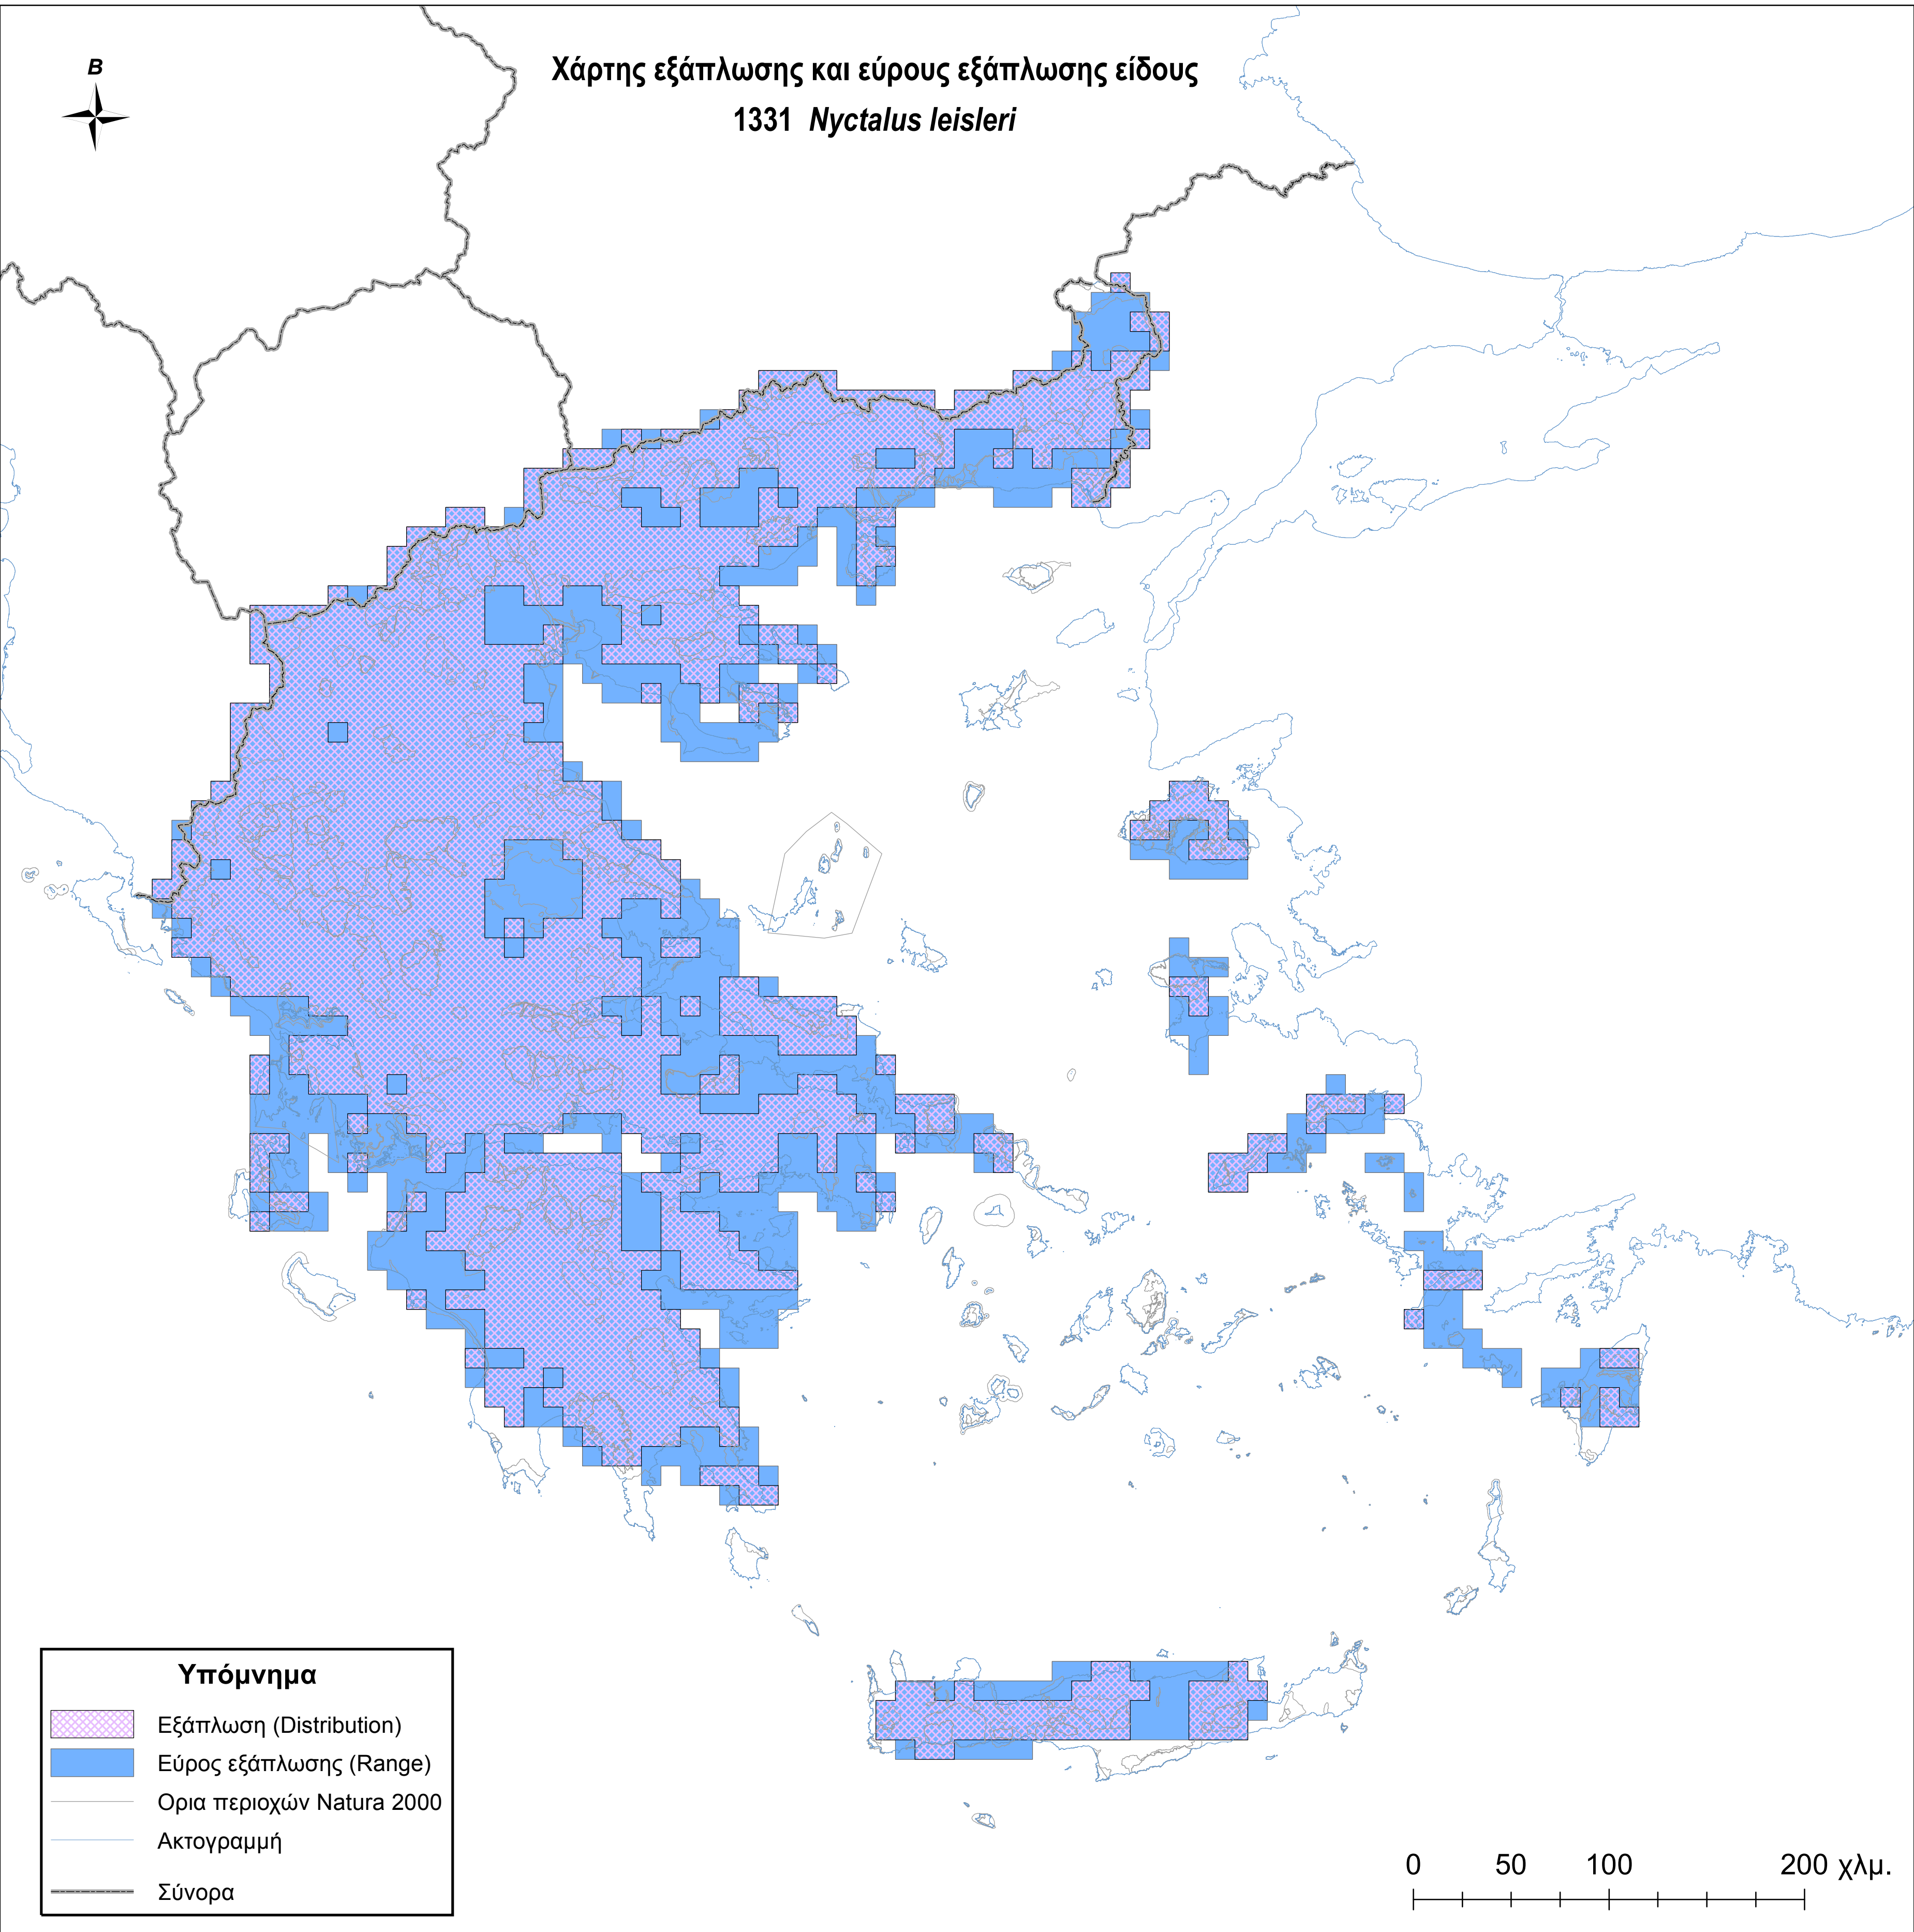 Χάρτης εξάπλωσης και εύρους εξάπλωσης είδους
1331 Nyctalus leisleri
Β
Υπόμνημα
Εξάπλωση (Distribution)
Εύρος εξάπλωσης (Range)
Ορια περιοχών Natura 2000
Ακτογραμμή
Σύνορα
0 50 100 200 χλμ.